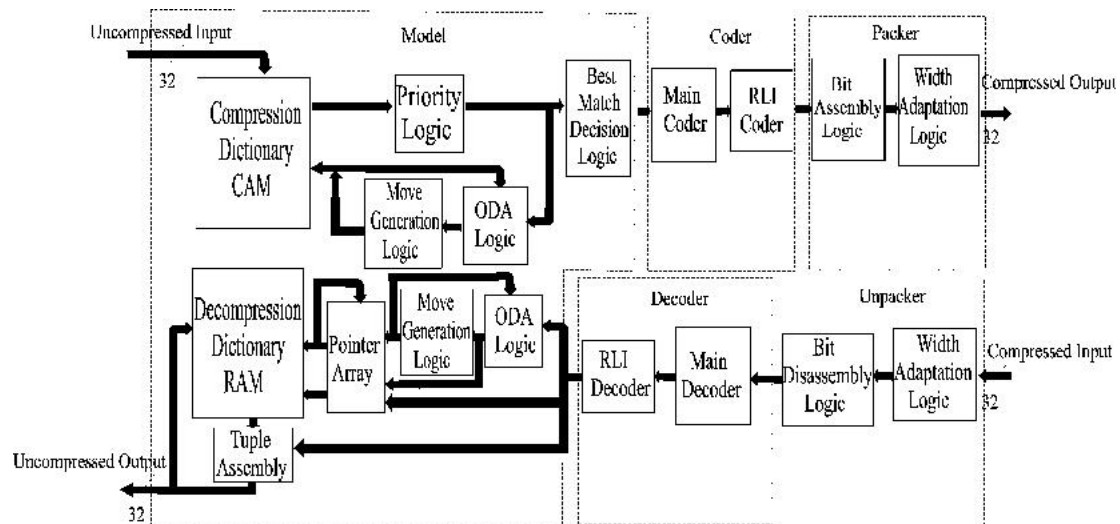 Uncompressed Input
32
Model
Coder
Packer
Compression
Dictionary
CAM
Priority
Logic
Best
Match
Decision
Logic
Main
Coder
RLI
Coder
Bit
Assembly
Logic
Width
Adaptation
Logic
Compressed Output
32
Move
Generation
Logic
ODA
Logic
Decoder
Unpacker
Decompression
Dictionary
RAM
Pointer
Array
Move
Generation
Logic
ODA
Logic
RLI
Decoder
Main
Decoder
Bit
Disassembly
Logic
Width
Adaptation
Logic
Compressed Input
32
Tuple
Assembly
Uncompressed Output
32